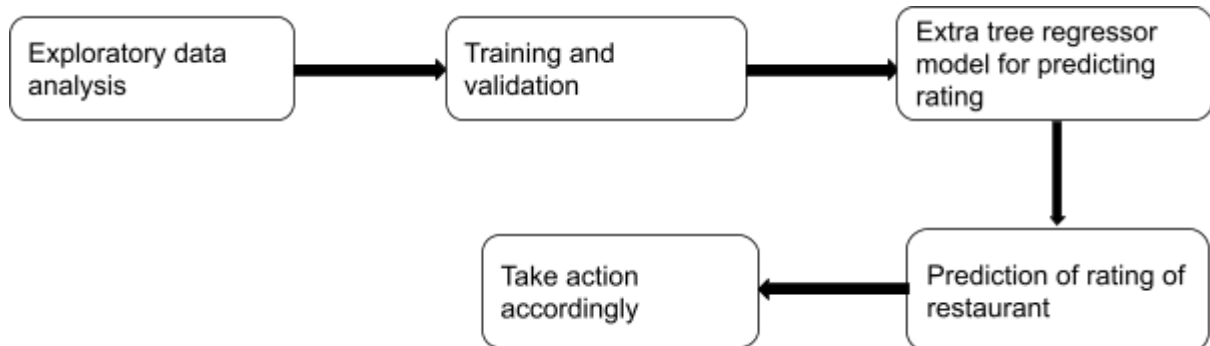 Exploratory data
analysis
Training and
validation
Extra tree regressor
model for predicting
rating
Prediction of rating of
restaurant
Take action
accordingly